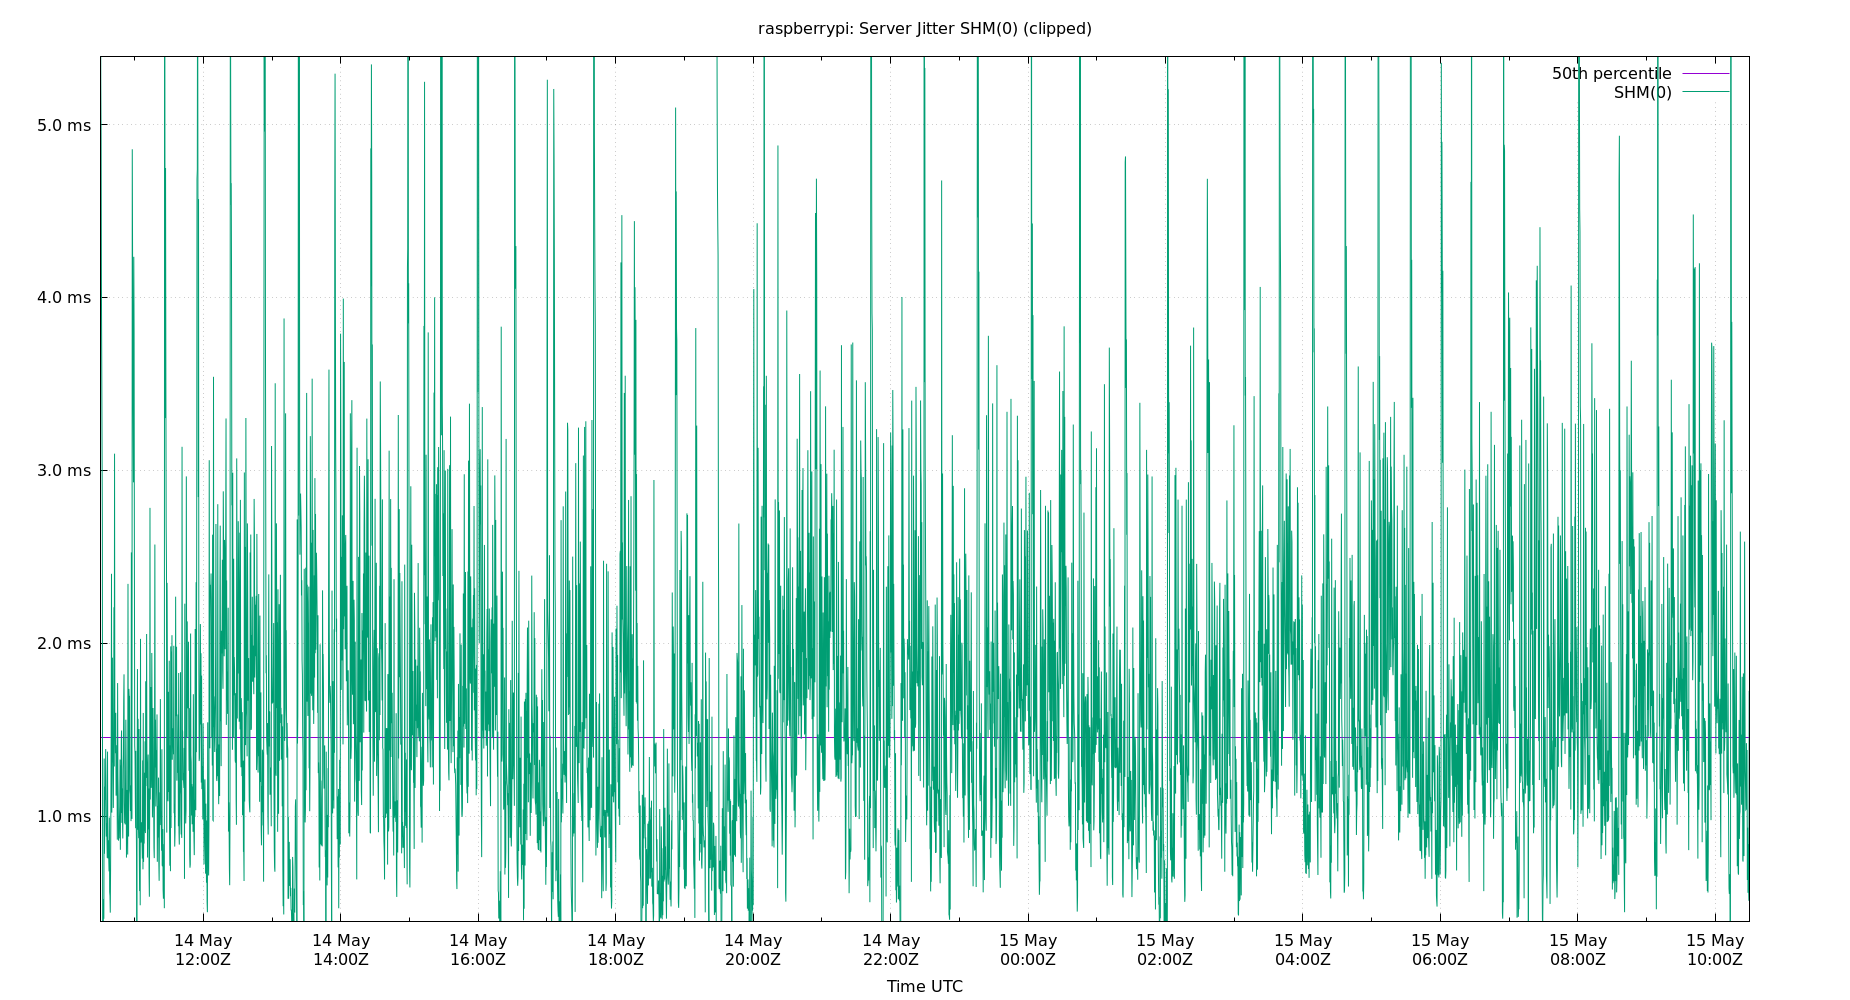 raspberrypi: Server Jitter SHM(0) (clipped)
50th percentile
SHM(0)
5.0 ms
4.0 ms
3.0 ms
2.0 ms
1.0 ms
14 May 14 May 14 May 14 May 14 May 14 May 15 May 15 May 15 May 15 May 15 May 15 May
12:00Z 14:00Z 16:00Z 18:00Z 20:00Z 22:00Z 00:00Z 02:00Z 04:00Z 06:00Z 08:00Z 10:00Z
Time UTC